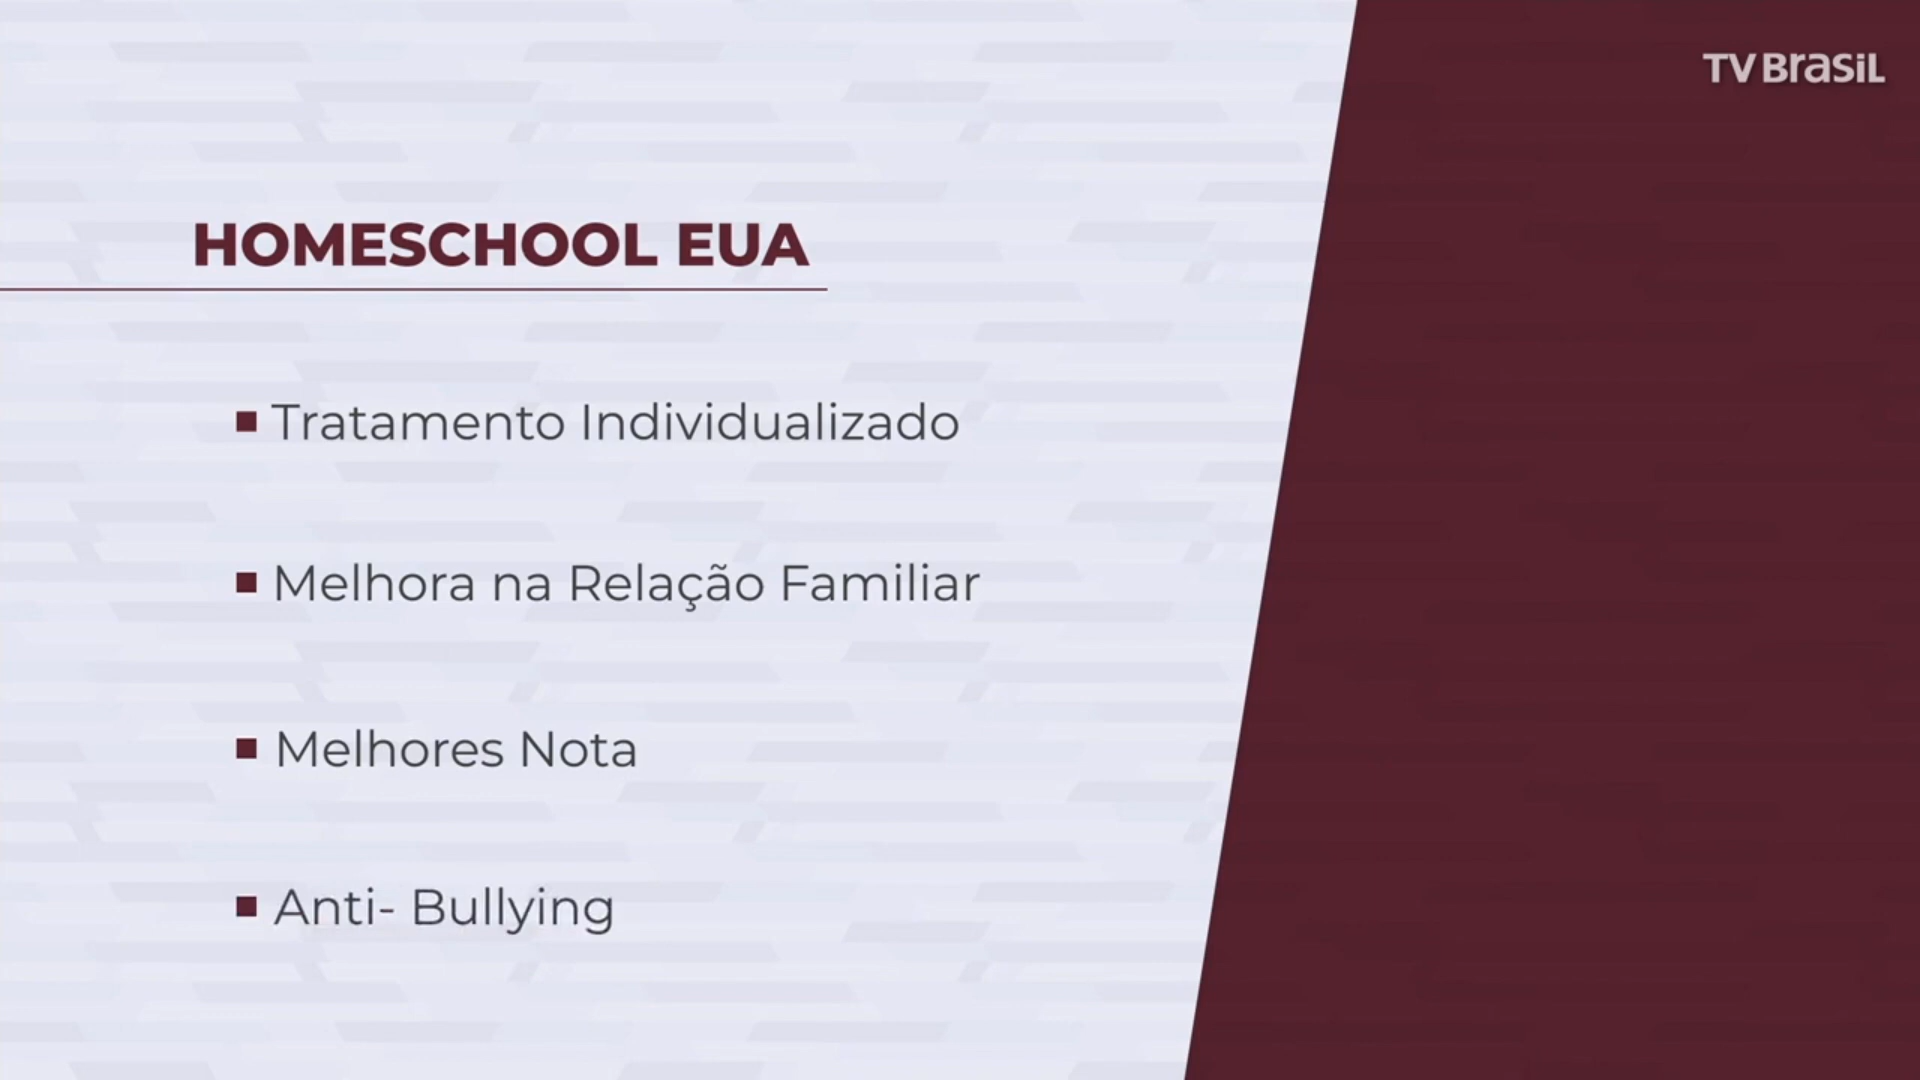 TV BrasiL
HOMESCHOOL EUA
Tratamento Individualizado
Melhora na Relação Familiar
Melhores Nota
Anti- Bullying